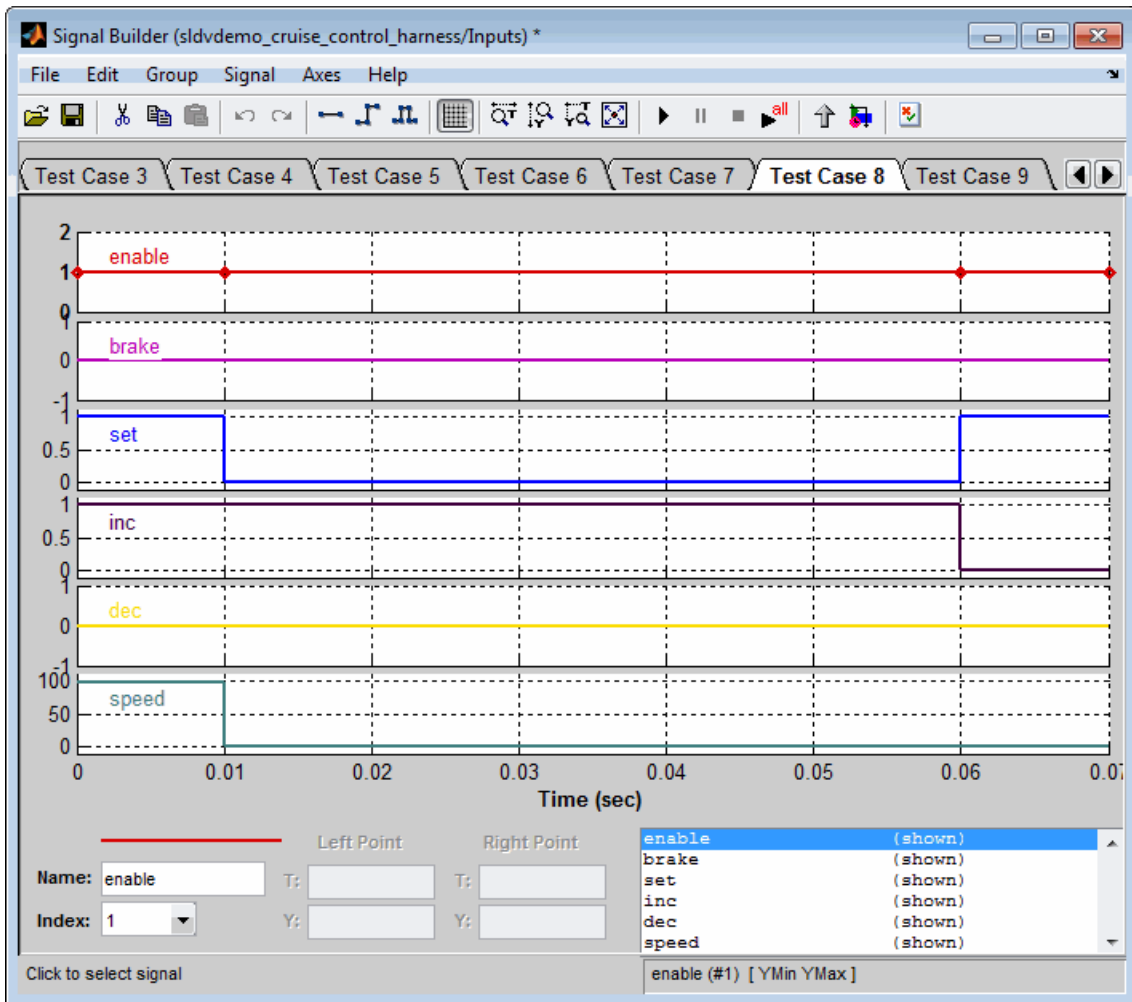 Signal Builder (sldvdemo_cruise_control_harness/Inputs) *
File Edit Group Signal Axes Help
all
Test Case 3 Test Case 4 Test Case 5 Test Case 6 Test Case 7 Test Case 8 Test Case 9
2
enable
1
0
1
brake
0
-1
1
set
0.5
0
1
inc
0.5
0
1
dec
0
-1
100
speed
50
0
0 0.01 0.02 0.03 0.04 0.05 0.06 0.07
Time (sec)
Left Point Right Point
Name: enable T: T:
Index: 1 Y: Y:
enable (shown)
brake (shown)
set (shown)
inc (shown)
dec (shown)
speed (shown)
Click to select signal
enable (#1) [ YMin YMax ]